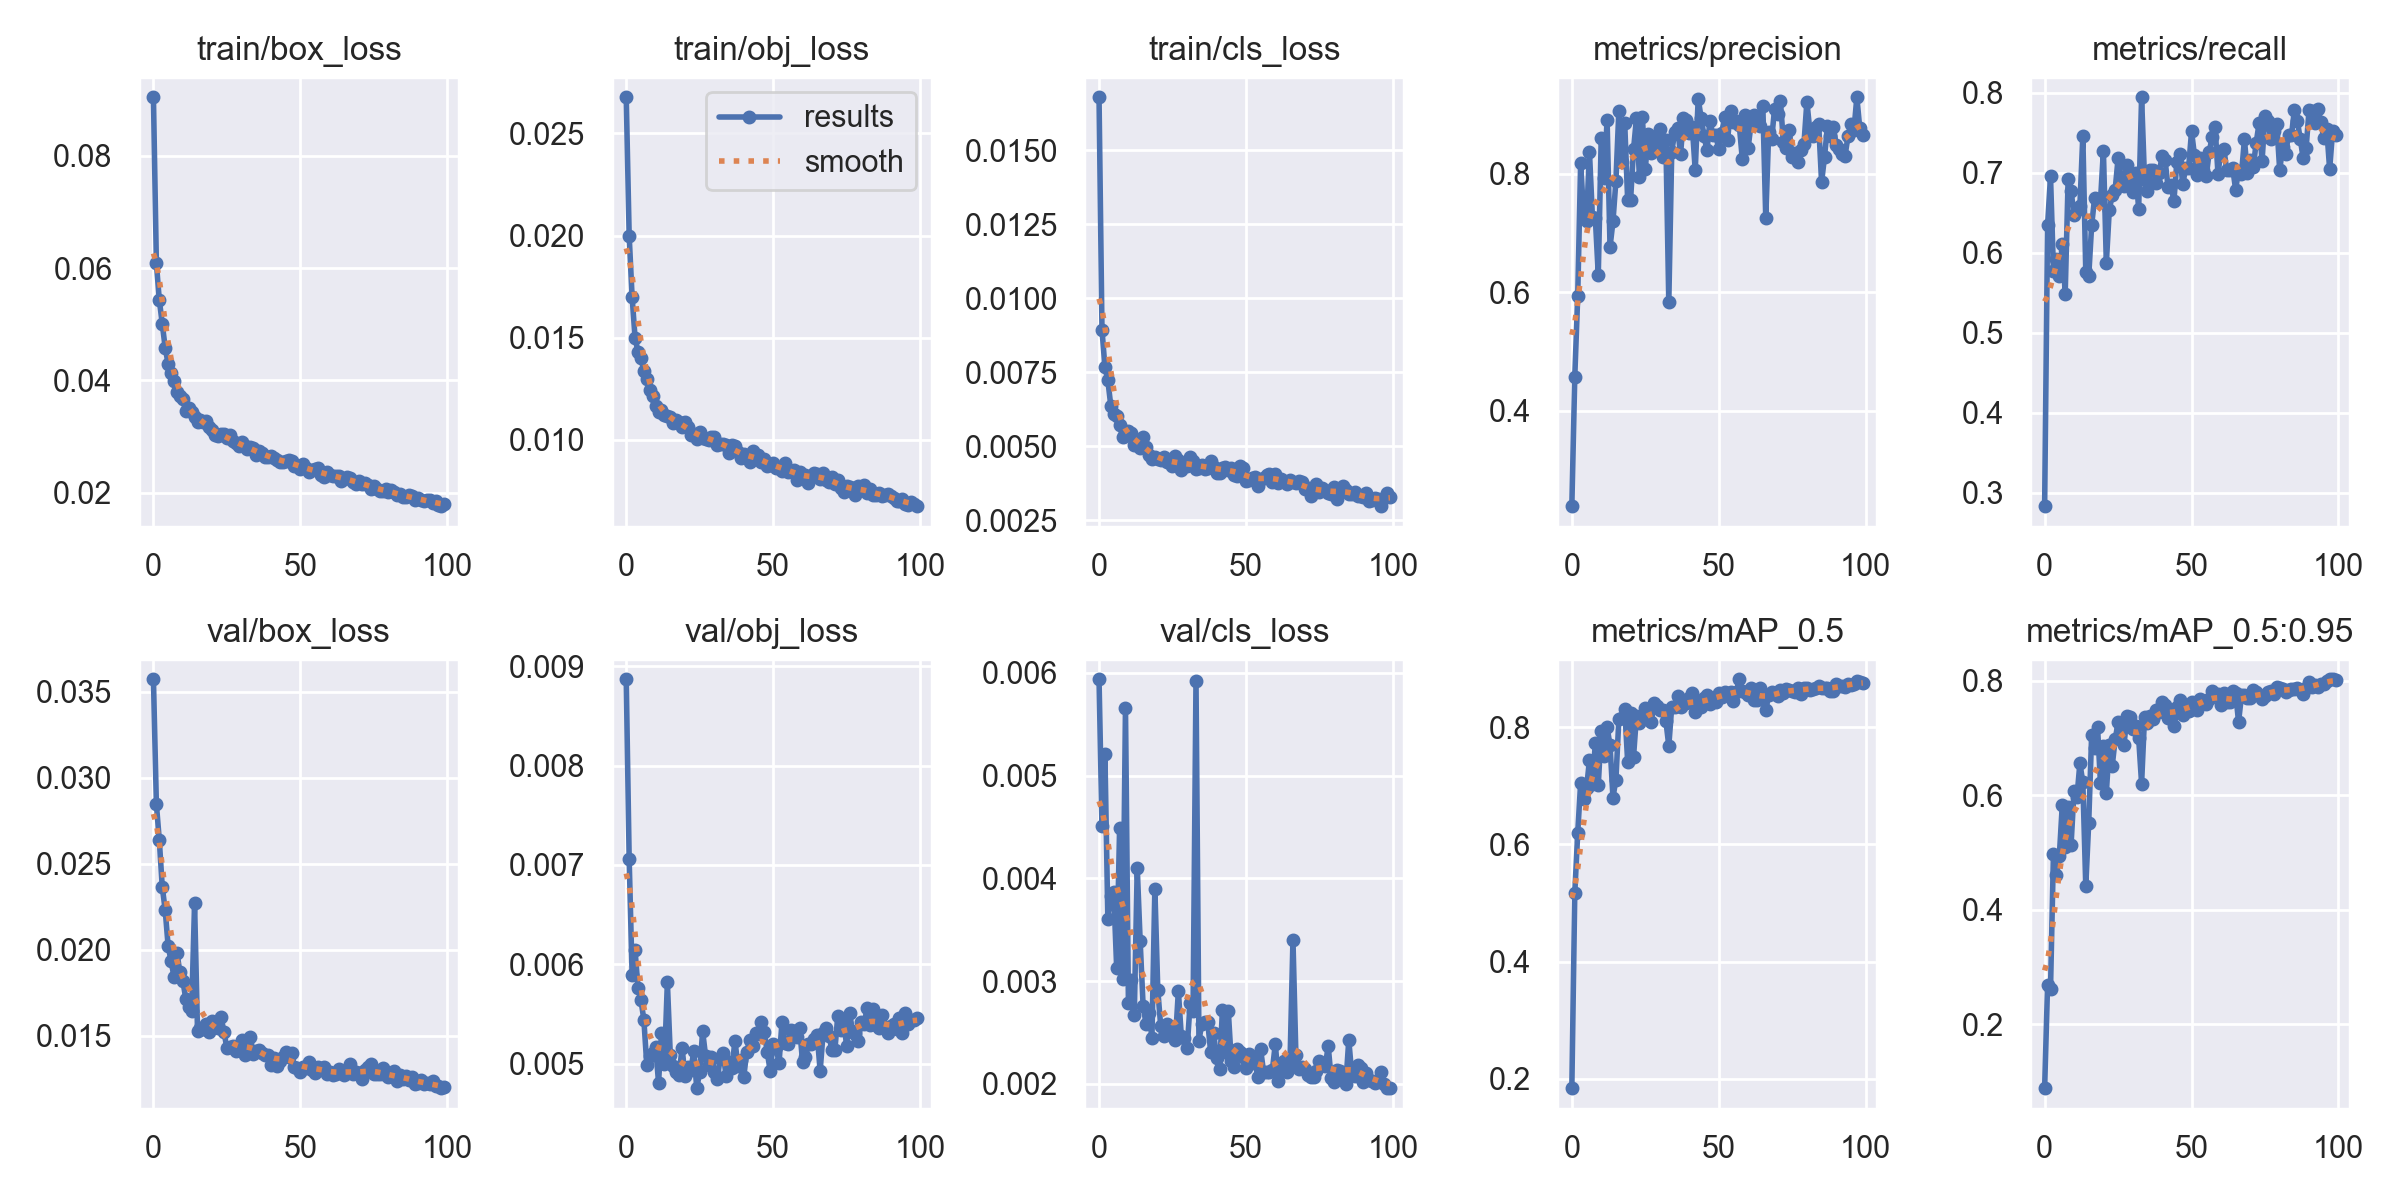 train/box_loss
0.08
0.06
0.04
0.02
0 50 100
train/obj_loss
results
smooth
0.025
0.020
0.015
0.010
0 50 100
train/cls_loss
0.0150
0.0125
0.0100
0.0075
0.0050
0.0025
0 50 100
metrics/precision
0.8
0.6
0.4
0 50 100
metrics/recall
0.8
0.7
0.6
0.5
0.4
0.3
0 50 100
val/box_loss
0.035
0.030
0.025
0.020
0.015
0 50 100
val/obj_loss
0.009
0.008
0.007
0.006
0.005
0 50 100
val/cls_loss
0.006
0.005
0.004
0.003
0.002
0 50 100
metrics/mAP_0.5
0.8
0.6
0.4
0.2
0 50 100
metrics/mAP_0.5:0.95
0.8
0.6
0.4
0.2
0 50 100